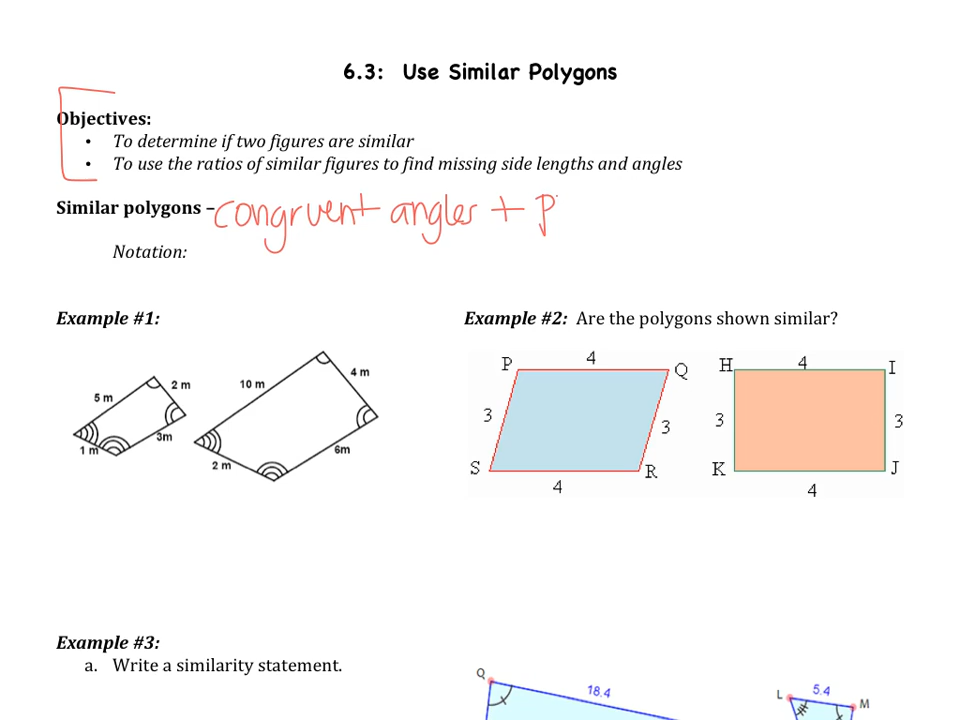 6.3: Use Similar Polygons
Objectives:
• To determine if two figures are similar
• To use the ratios of similar figures to find missing side lengths and angles
Similar polygons – congruent angles + p
Notation:
Example #1:
Example #2: Are the polygons shown similar?
5 m
2 m
3m
1 m
10 m
4 m
6m
2 m
P
4
Q
3
3
S
R
4
H
4
I
3
3
K
J
4
Example #3:
a. Write a similarity statement.
Q
18.4
L
5.4
M